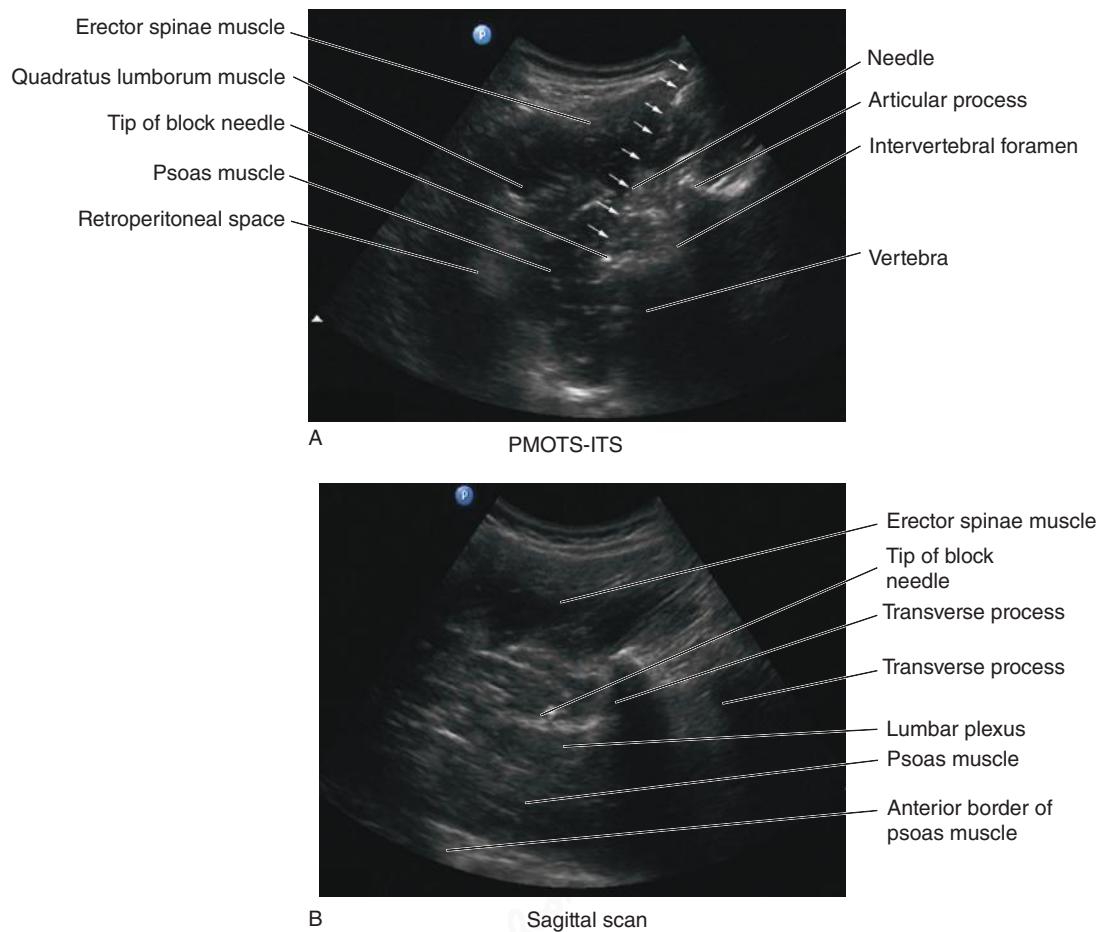 Erector spinae muscle
Quadratus lumborum muscle
Tip of block needle
Psoas muscle
Retroperitoneal space
P
Needle
Articular process
Intervertebral foramen
Vertebra
A
PMOTS-ITS
P
Erector spinae muscle
Tip of block
needle
Transverse process
Transverse process
Lumbar plexus
Psoas muscle
Anterior border of
psoas muscle
B
Sagittal scan